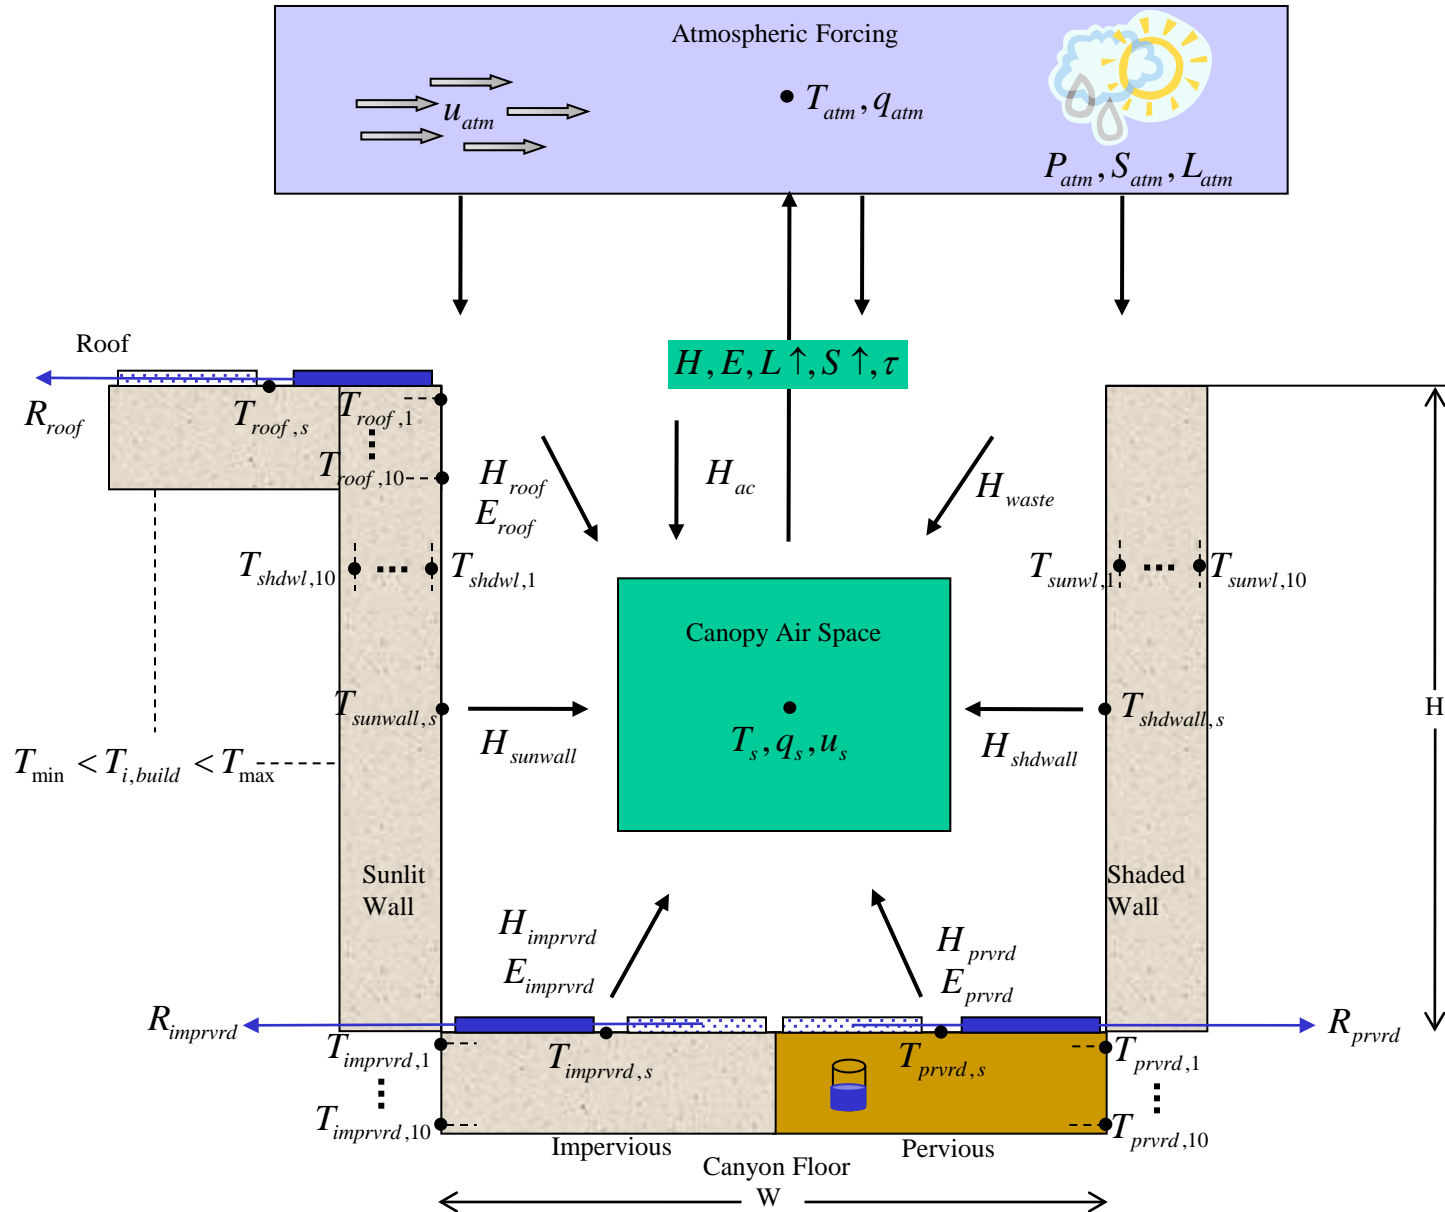 Atmospheric Forcing
u_atm
T_atm, q_atm
P_atm, S_atm, L_atm
Roof
H, E, L ↑, S ↑, τ
R_roof
T_roof,s
T_roof,1
T_roof,10
H_roof
E_roof
H_ac
H_waste
H
T_shdwl,10
T_shdwl,1
T_sunwl,1
T_sunwl,10
Canopy Air Space
T_s, q_s, u_s
T_sunwall,s
H_sunwall
T_shdwall,s
H_shdwall
T_min < T_i,build < T_max
Sunlit
Wall
Shaded
Wall
H_imprvrd
E_imprvrd
H_prvrd
E_prvrd
R_imprvrd
R_prvrd
T_imprvrd,1
T_imprvrd,s
T_prvrd,s
T_prvrd,1
T_imprvrd,10
T_prvrd,10
Impervious
Pervious
Canyon Floor
W